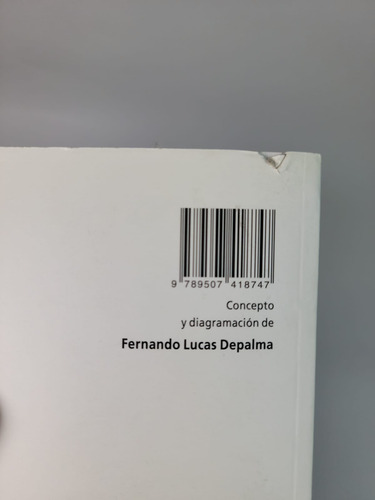 9 789507 418747
Concepto
y diagramación de
Fernando Lucas Depalma